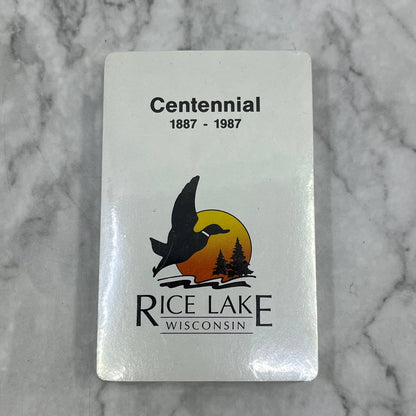 Centennial
1887 - 1987
RICE LAKE
WISCONSIN